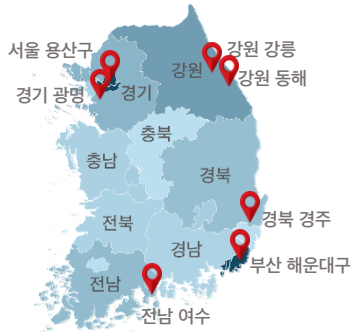 서울 용산구
강원 강릉
강원
강원 동해
경기 광명
경기
충북
충남
경북
전북
경북 경주
경남
부산 해운대구
전남
전남 여수